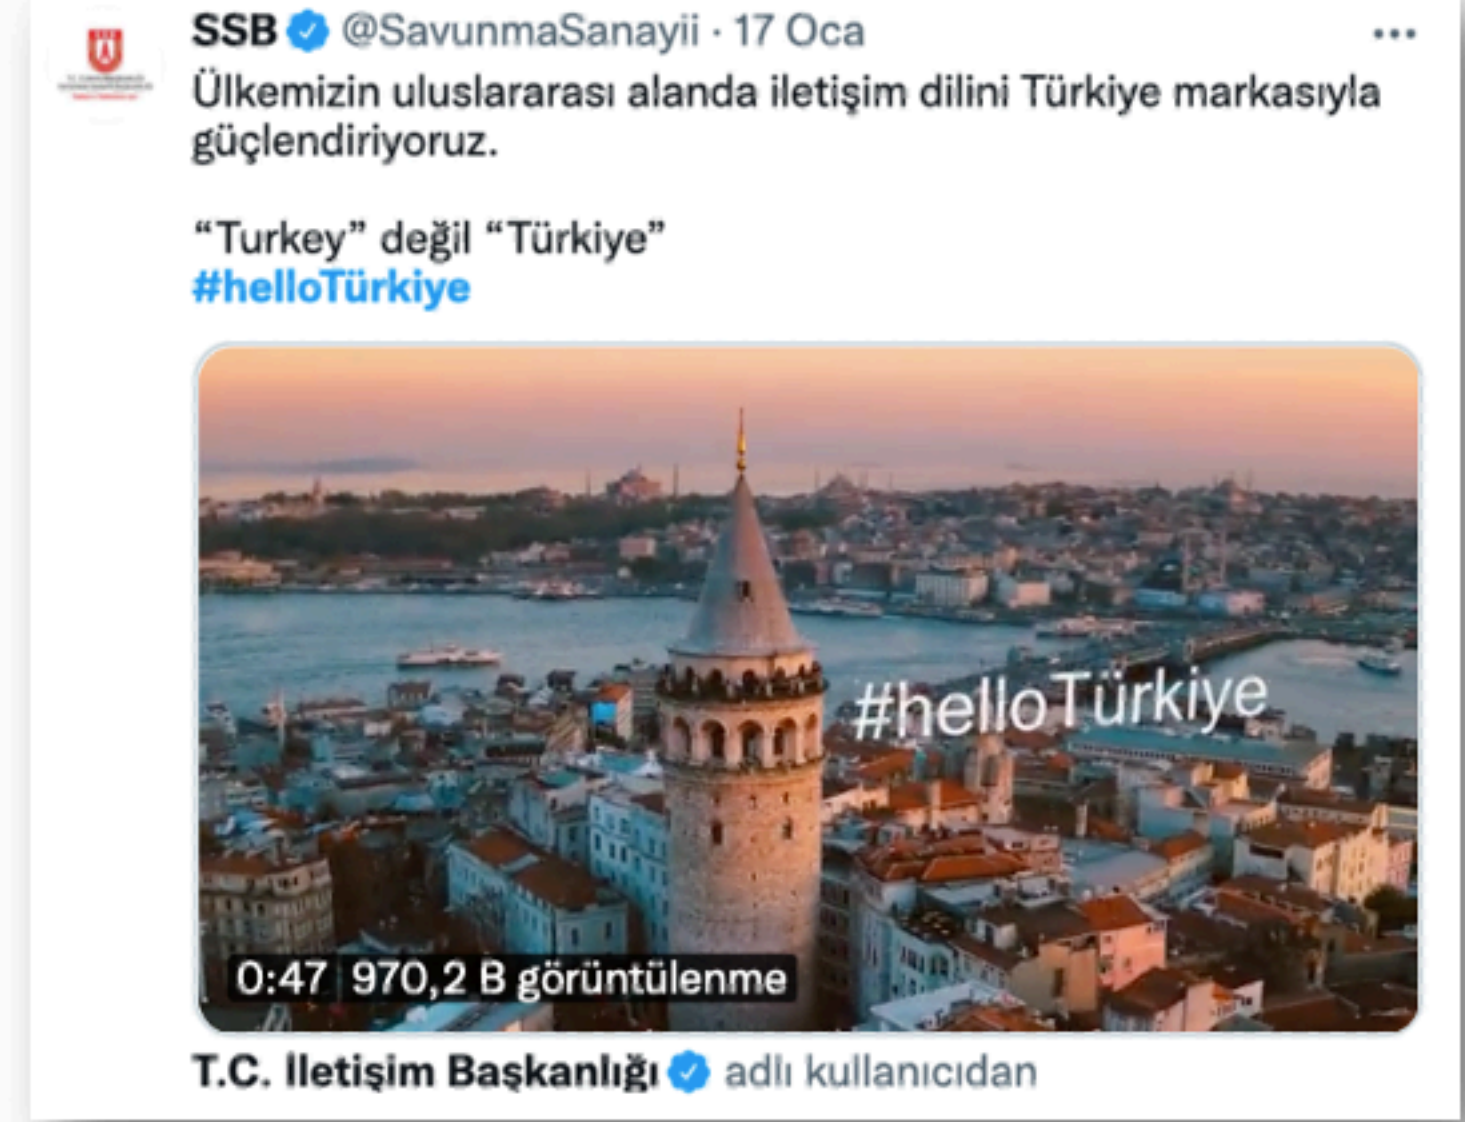 SSB @SavunmaSanayii · 17 Oca
Ülkemizin uluslararası alanda iletişim dilini Türkiye markasıyla
güçlendiriyoruz.
“Turkey” değil “Türkiye”
#helloTürkiye
#helloTürkiye
0:47 970,2 B görüntülenme
T.C. İletişim Başkanlığı adlı kullanıcıdan